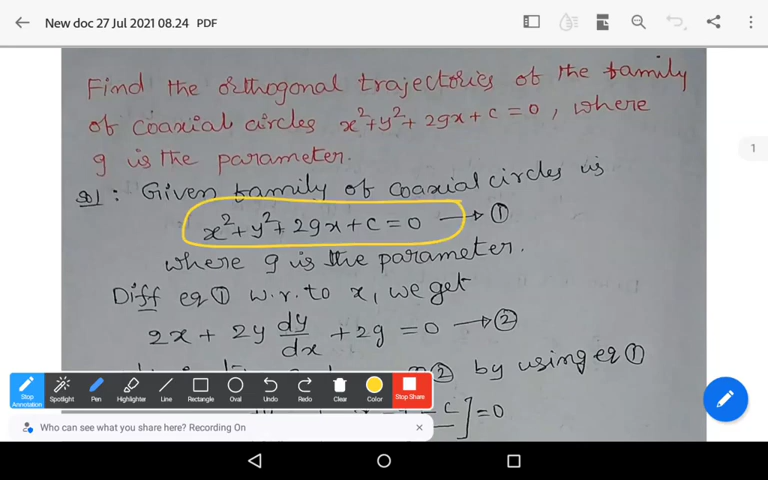 New doc 27 Jul 2021 08.24 PDF
Find the orthogonal trajectories of the family
of coaxial circles x²+y²+2gx+c=0, where
g is the parameter.
1
Sol: Given family of coaxial circles is
x²+y²+2gx+c=0 → ①
where g is the parameter.
Diff eq ① w.r.to x, we get
2x + 2y dy/dx + 2g = 0 → ②
② by using eq ①
c ]=0
Stop Annotation Spotlight Pen Highlighter Line Rectangle Oval Undo Redo Clear Color Stop Share
Who can see what you share here? Recording On